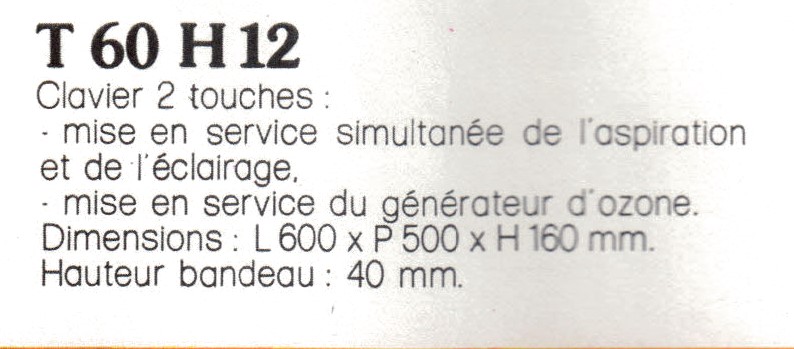 T 60 H 12
Clavier 2 touches :
- mise en service simultanée de l'aspiration
et de l'éclairage,
- mise en service du générateur d'ozone.
Dimensions : L 600 x P 500 x H 160 mm.
Hauteur bandeau : 40 mm.